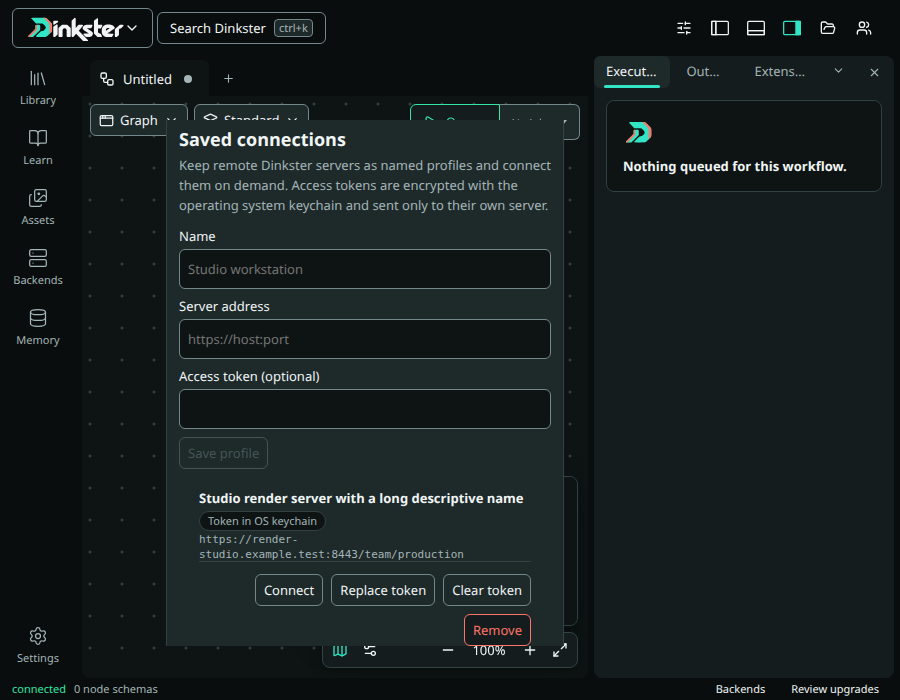 Dinkster
Search Dinkster ctrl+k
Library
Learn
Assets
Backends
Memory
Settings
Untitled
Graph
Standard
Saved connections
Keep remote Dinkster servers as named profiles and connect
them on demand. Access tokens are encrypted with the
operating system keychain and sent only to their own server.
Name
Studio workstation
Server address
https://host:port
Access token (optional)
Save profile
Studio render server with a long descriptive name
Token in OS keychain
https://render-
studio.example.test:8443/team/production
Connect Replace token Clear token
Remove
100%
Execut... Out... Extens...
Nothing queued for this workflow.
connected 0 node schemas
Backends Review upgrades